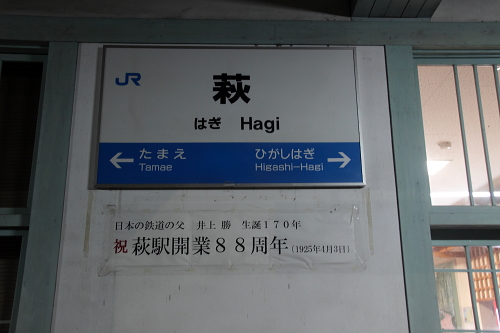 JR
萩
はぎ Hagi
たまえ ひがしはぎ
Tamae Higashi-Hagi
日本の鉄道の父 井上 勝 生誕１７０年
祝 萩駅開業８８周年 (1925年4月3日)